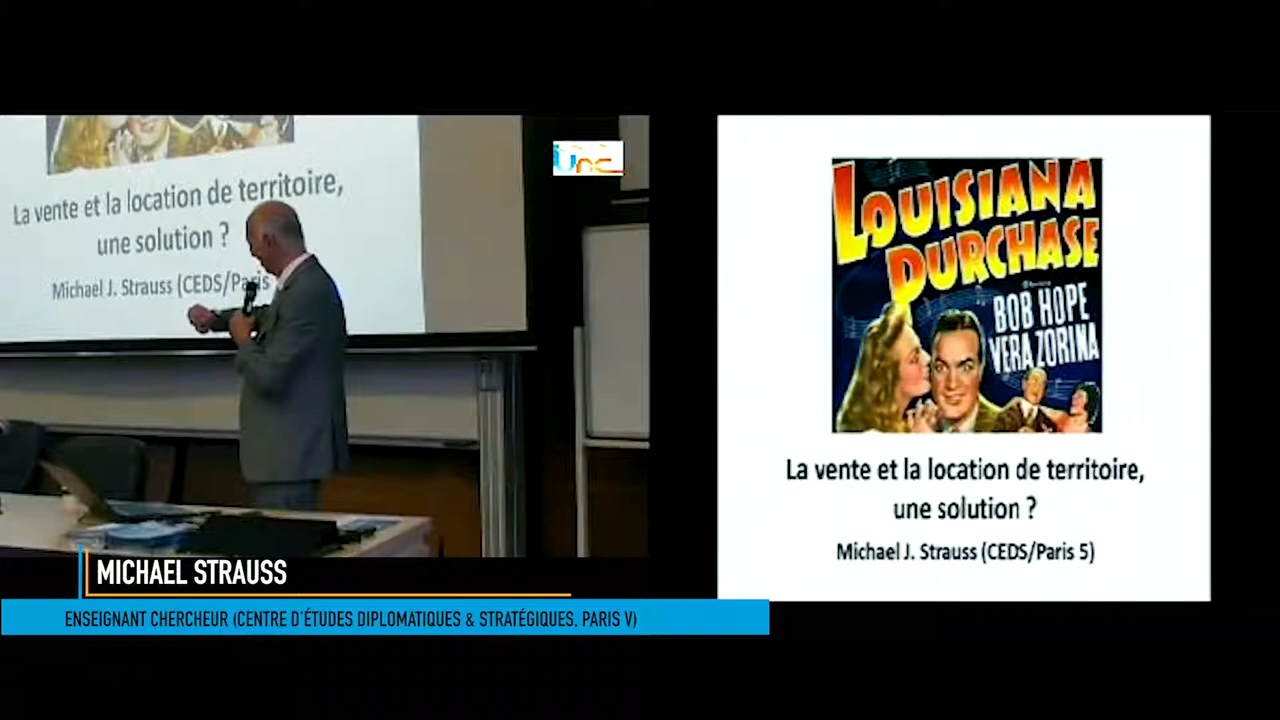 La vente et la location de territoire,
une solution ?
Michael J. Strauss (CEDS/Paris
unc
LOUISIANA
PURCHASE
BOB HOPE
VERA ZORINA
La vente et la location de territoire,
une solution ?
Michael J. Strauss (CEDS/Paris 5)
MICHAEL STRAUSS
ENSEIGNANT CHERCHEUR (CENTRE D'ÉTUDES DIPLOMATIQUES & STRATÉGIQUES, PARIS V)